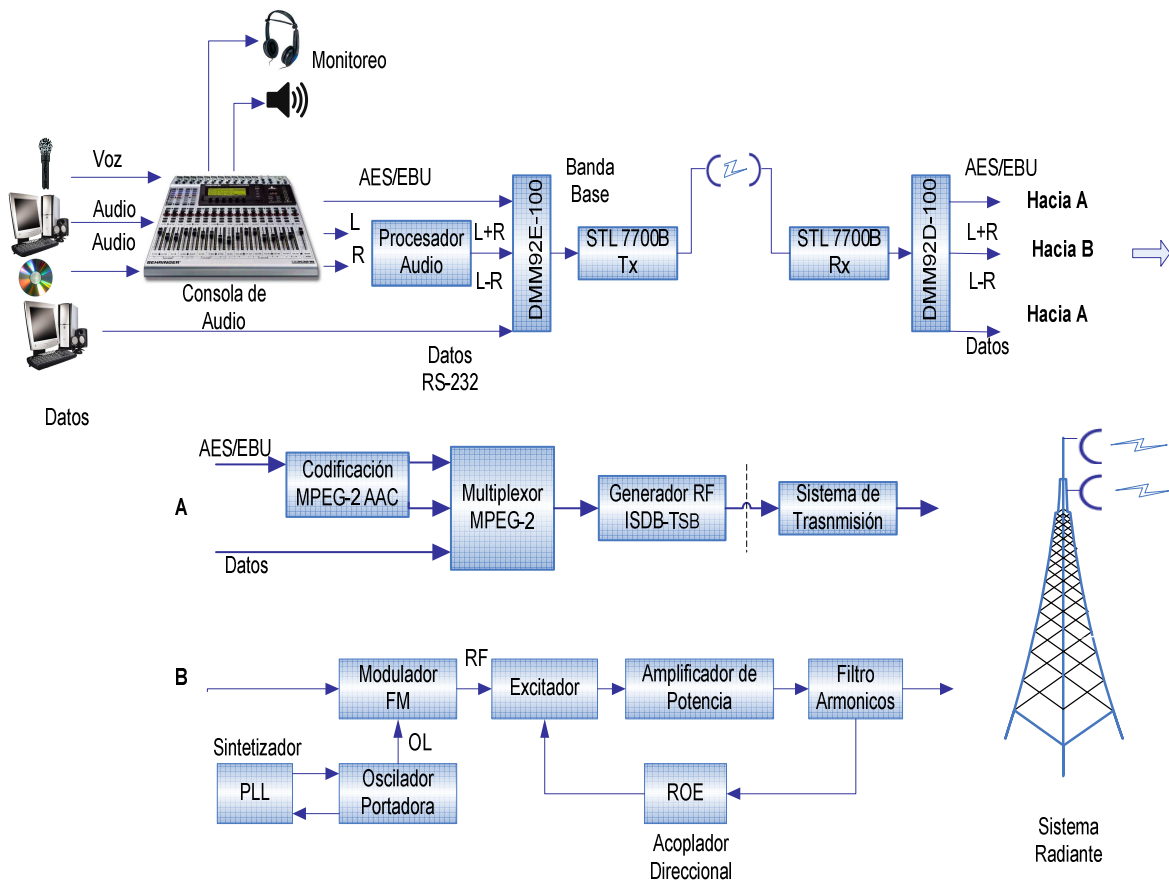 Monitoreo
Voz
Audio
Audio
Datos
BEHRINGER
Consola de
Audio
AES/EBU
L
R
Procesador
Audio
L+R
L-R
Datos
RS-232
DMM92E-100
Banda
Base
STL 7700B
Tx
STL 7700B
Rx
DMM92D-100
AES/EBU
L+R
L-R
Datos
Hacia A
Hacia B
Hacia A
A
AES/EBU
Datos
Codificación
MPEG-2 AAC
Multiplexor
MPEG-2
Generador RF
ISDB-TSB
Sistema de
Trasnmisión
B
Modulador
FM
RF
Excitador
Amplificador de
Potencia
Filtro
Armonicos
Sintetizador
PLL
OL
Oscilador
Portadora
ROE
Acoplador
Direccional
Sistema
Radiante